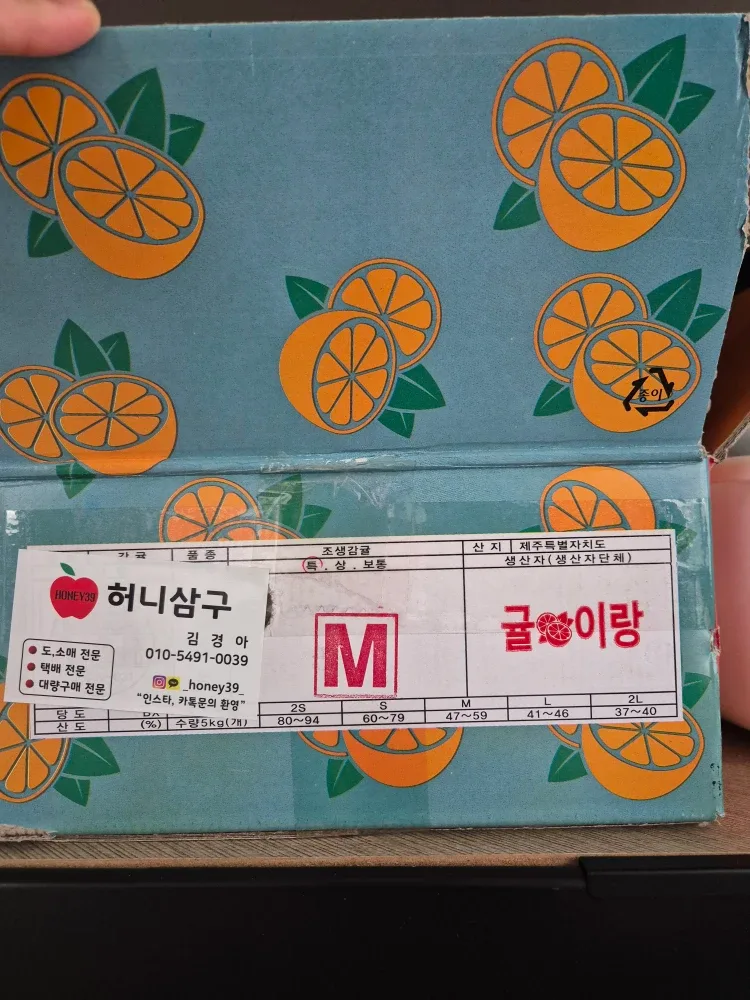 종이
감귤 품종 조생감귤 산지 제주특별자치도
특.상.보통 생산자(생산자단체)
HONEY39 허니삼구
김경아
010-5491-0039
도,소매 전문
택배 전문
대량구매 전문
_honey39_
"인스타, 카톡문의 환영"
M
귤이랑
당도 2S S M L 2L
산도 (%) 수량5kg(개) 80~94 60~79 47~59 41~46 37~40